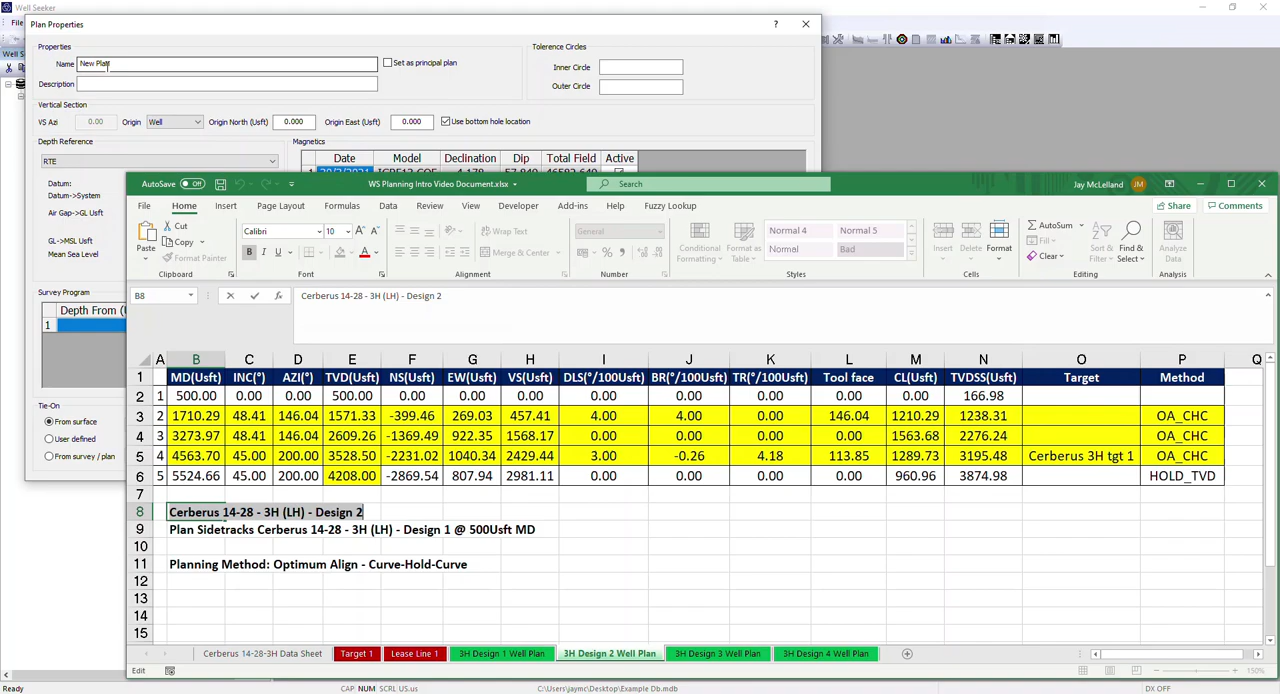 Well Seeker
File
Plan Properties
?
Properties
Name New Plan
Set as principal plan
Description
Tolerance Circles
Inner Circle
Outer Circle
Vertical Section
VS Azi 0.00 Origin Well Origin North (Usft) 0.000 Origin East (Usft) 0.000 Use bottom hole location
Depth Reference
RTE
Datum:
Datum->System
Air Gap->GL Usft
GL->MSL Usft
Mean Sea Level
Magnetics
Date Model Declination Dip Total Field Active
Survey Program
Depth From (U
1
Tie-On
From surface
User defined
From survey / plan
AutoSave Off WS Planning Intro Video Document.xlsx Search Jay McLelland JM
File Home Insert Page Layout Formulas Data Review View Developer Add-ins Help Fuzzy Lookup Share Comments
Paste Cut Copy Format Painter Clipboard
Calibri 10 Font
Wrap Text Merge & Center Alignment
General Number
Conditional Formatting Format as Table Normal 4 Normal 5 Normal Bad Styles
Insert Delete Format Cells
AutoSum Fill Clear Sort & Filter Find & Select Editing
Analyze Data Analysis
B8 fx Cerberus 14-28 - 3H (LH) - Design 2
A B C D E F G H I J K L M N O P Q
1 MD(Usft) INC(°) AZI(°) TVD(Usft) NS(Usft) EW(Usft) VS(Usft) DLS(°/100Usft) BR(°/100Usft) TR(°/100Usft) Tool face CL(Usft) TVDSS(Usft) Target Method
2 1 500.00 0.00 0.00 500.00 0.00 0.00 0.00 0.00 0.00 0.00 0.00 0.00 166.98
3 2 1710.29 48.41 146.04 1571.33 -399.46 269.03 457.41 4.00 4.00 0.00 146.04 1210.29 1238.31 OA_CHC
4 3 3273.97 48.41 146.04 2609.26 -1369.49 922.35 1568.17 0.00 0.00 0.00 0.00 1563.68 2276.24 OA_CHC
5 4 4563.70 45.00 200.00 3528.50 -2231.02 1040.34 2429.44 3.00 -0.26 4.18 113.85 1289.73 3195.48 Cerberus 3H tgt 1 OA_CHC
6 5 5524.66 45.00 200.00 4208.00 -2869.54 807.94 2981.11 0.00 0.00 0.00 0.00 960.96 3874.98 HOLD_TVD
7
8 Cerberus 14-28 - 3H (LH) - Design 2
9 Plan Sidetracks Cerberus 14-28 - 3H (LH) - Design 1 @ 500Usft MD
10
11 Planning Method: Optimum Align - Curve-Hold-Curve
12
13
14
15
Cerberus 14-28-3H Data Sheet Target 1 Lease Line 1 3H Design 1 Well Plan 3H Design 2 Well Plan 3H Design 3 Well Plan 3H Design 4 Well Plan
Edit 150%
Ready CAP NUM SCRL US.us C:\Users\jaymc\Desktop\Example Db.mdb DX OFF